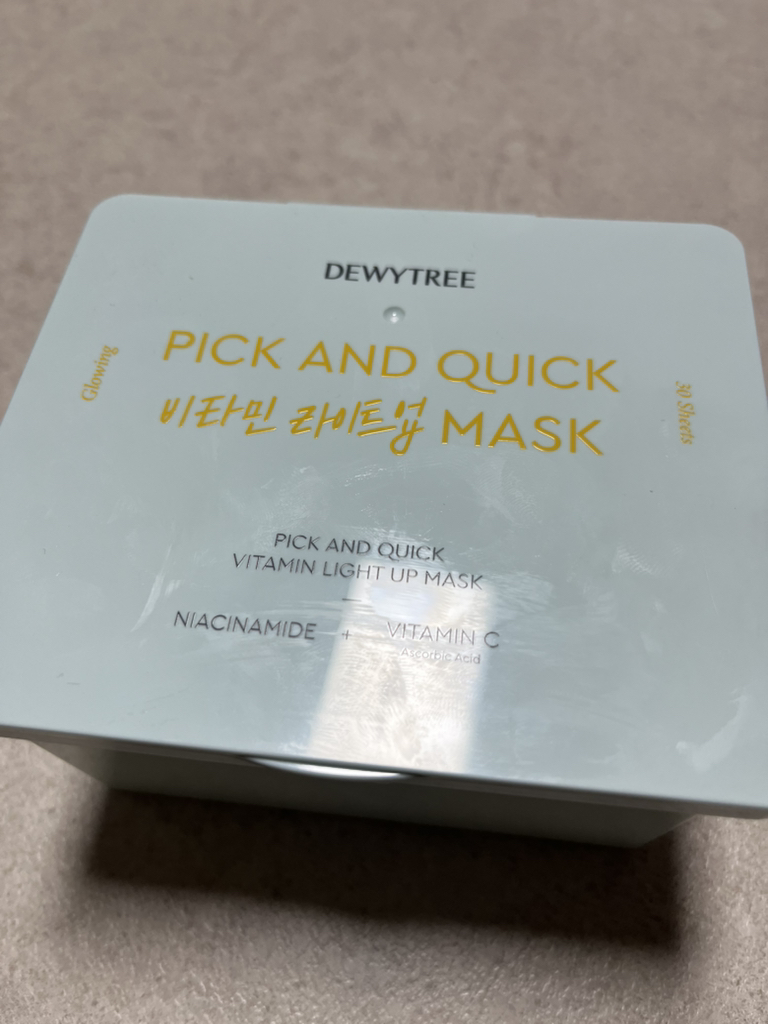 DEWYTREE
PICK AND QUICK
비타민 라이트업 MASK
Glowing
30 Sheets
PICK AND QUICK
VITAMIN LIGHT UP MASK
NIACINAMIDE + VITAMIN C
Ascorbic Acid